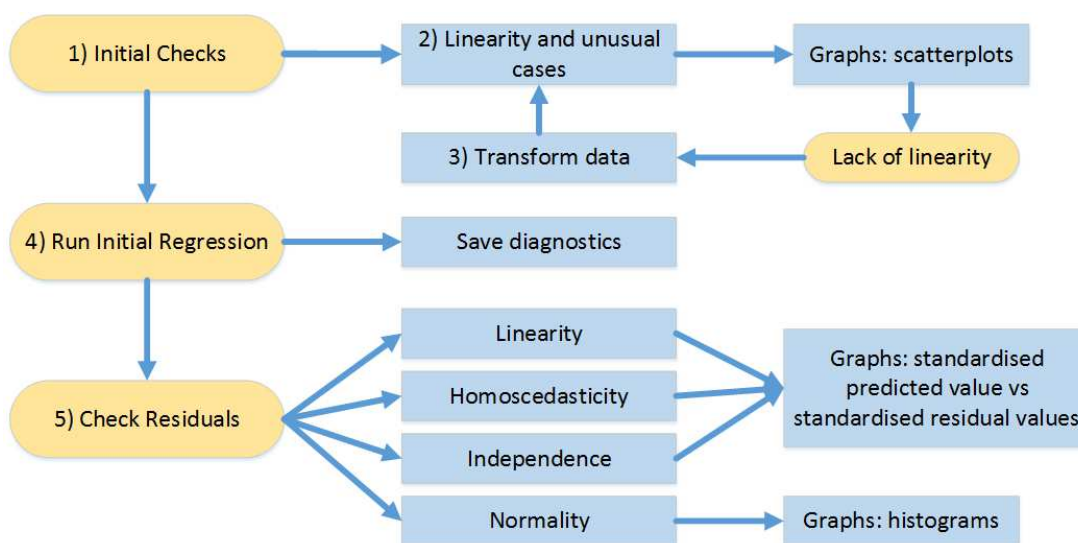 1) Initial Checks
2) Linearity and unusual
cases
Graphs: scatterplots
3) Transform data
Lack of linearity
4) Run Initial Regression
Save diagnostics
5) Check Residuals
Linearity
Homoscedasticity
Independence
Normality
Graphs: standardised
predicted value vs
standardised residual values
Graphs: histograms